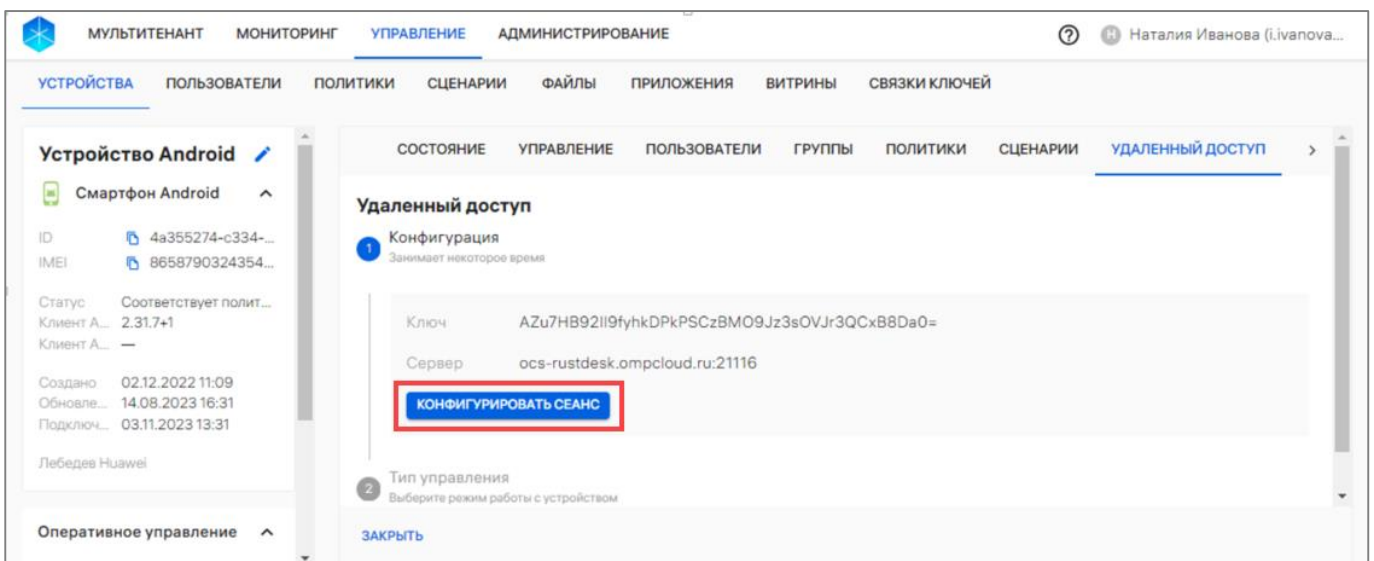 МУЛЬТИТЕНАНТ МОНИТОРИНГ УПРАВЛЕНИЕ АДМИНИСТРИРОВАНИЕ Наталия Иванова (i.ivanova...
УСТРОЙСТВА ПОЛЬЗОВАТЕЛИ ПОЛИТИКИ СЦЕНАРИИ ФАЙЛЫ ПРИЛОЖЕНИЯ ВИТРИНЫ СВЯЗКИ КЛЮЧЕЙ
Устройство Android
Смартфон Android
ID 4a355274-c334-...
IMEI 8658790324354...
Статус Соответствует полит...
Клиент А... 2.31.7+1
Клиент А... —
Создано 02.12.2022 11:09
Обновле... 14.08.2023 16:31
Подключ... 03.11.2023 13:31
Лебедев Huawei
Оперативное управление
СОСТОЯНИЕ УПРАВЛЕНИЕ ПОЛЬЗОВАТЕЛИ ГРУППЫ ПОЛИТИКИ СЦЕНАРИИ УДАЛЕННЫЙ ДОСТУП
Удаленный доступ
1 Конфигурация
Занимает некоторое время
Ключ AZu7HB92II9fyhkDPkPSCzBMO9Jz3sOVJr3QCxB8Da0=
Сервер ocs-rustdesk.ompcloud.ru:21116
КОНФИГУРИРОВАТЬ СЕАНС
2 Тип управления
Выберите режим работы с устройством
ЗАКРЫТЬ